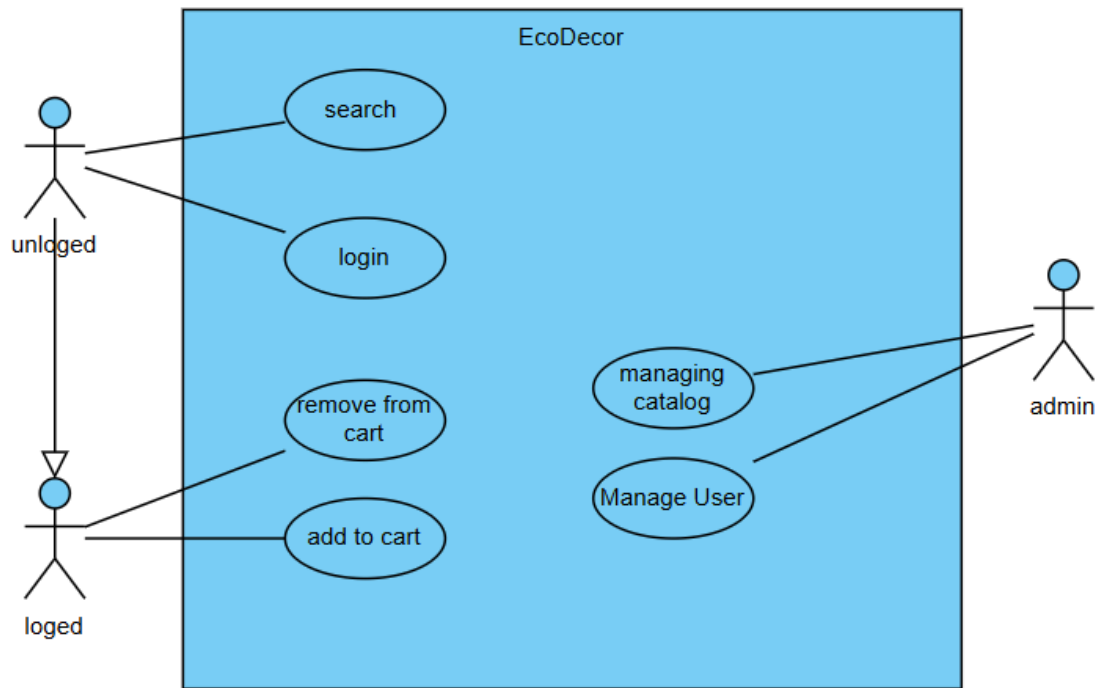 EcoDecor
search
unloged
login
managing
catalog
admin
remove from
cart
Manage User
add to cart
loged